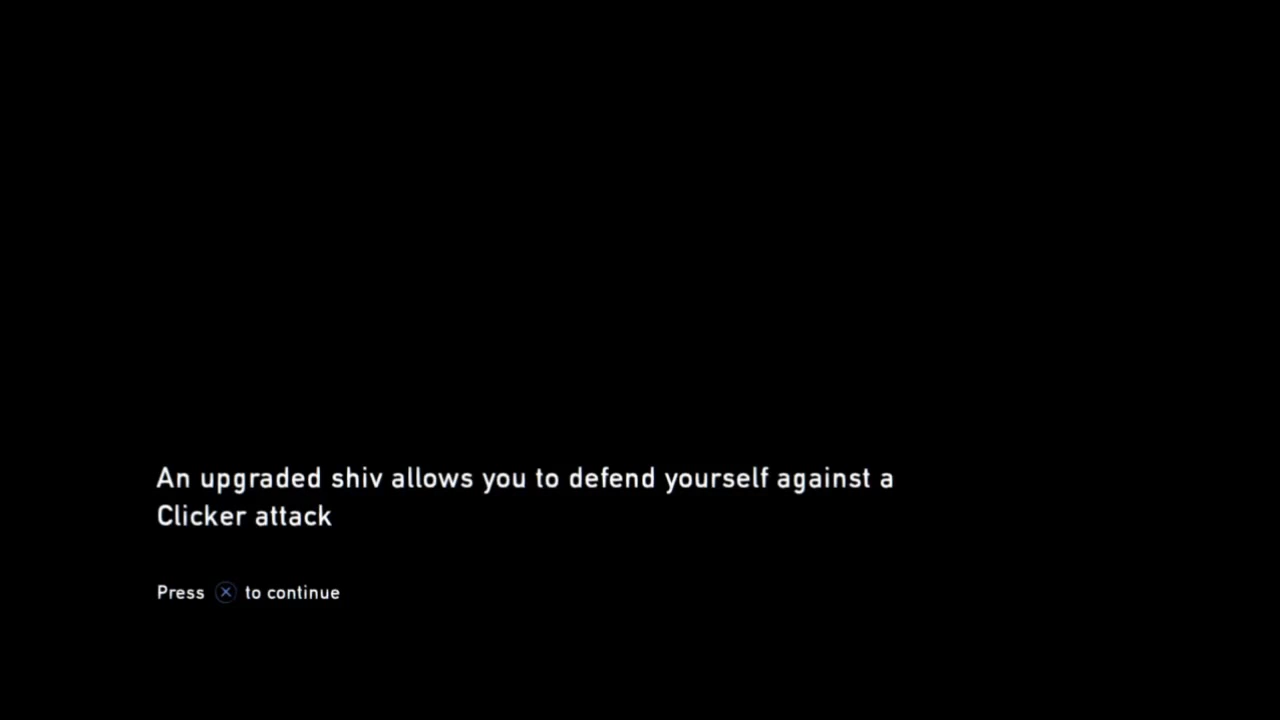 An upgraded shiv allows you to defend yourself against a
Clicker attack
Press ⓧ to continue